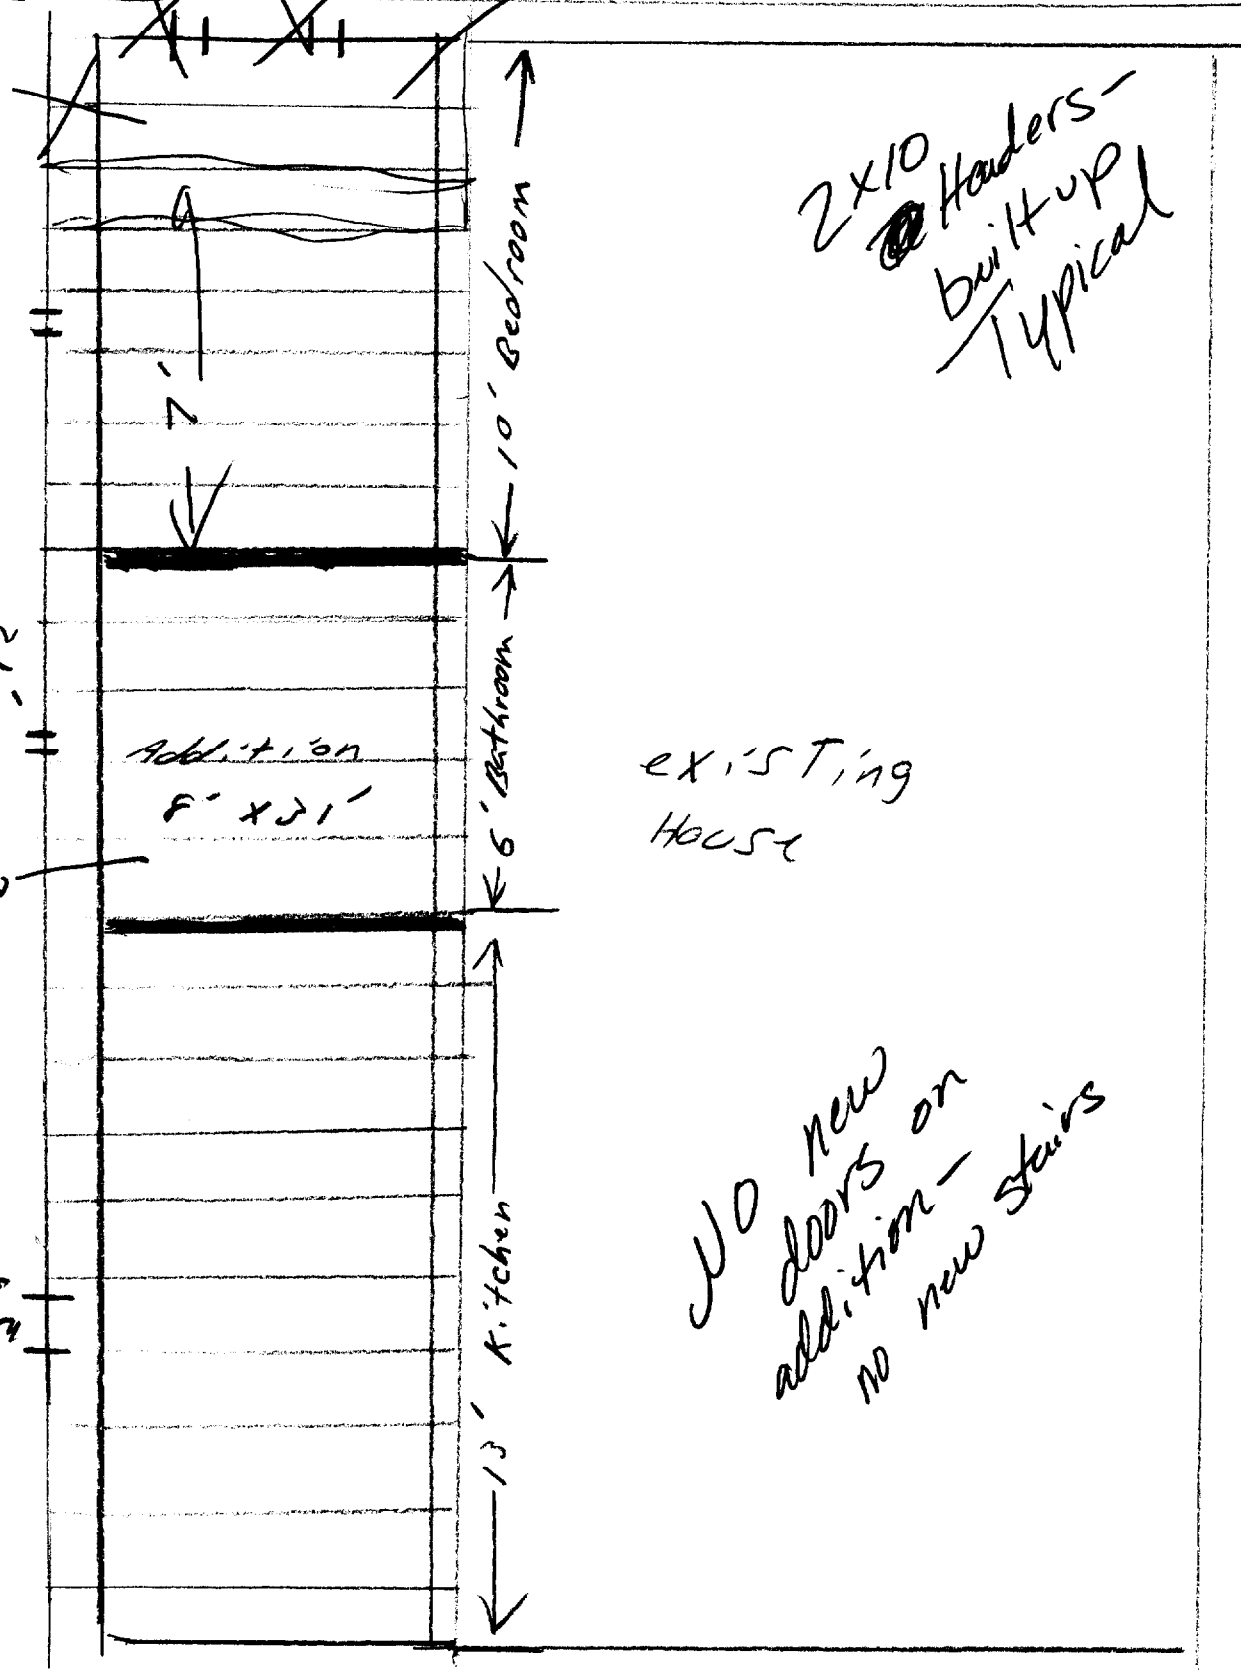 2x10
Headers-
built up
Typical
10' Bedroom
7'
6' Bathroom
Addition
8' x 31'
existing
House
13' Kitchen
No new
doors on
addition-
no new stairs